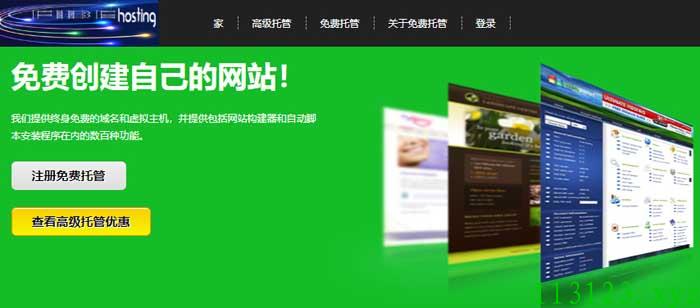 hosting
家 高级托管 免费托管 关于免费托管 登录
免费创建自己的网站！
我们提供终身免费的域名和虚拟主机，并提供包括网站构建器和自动脚
本安装程序在内的数百种功能。
注册免费托管
查看高级托管优惠
garden